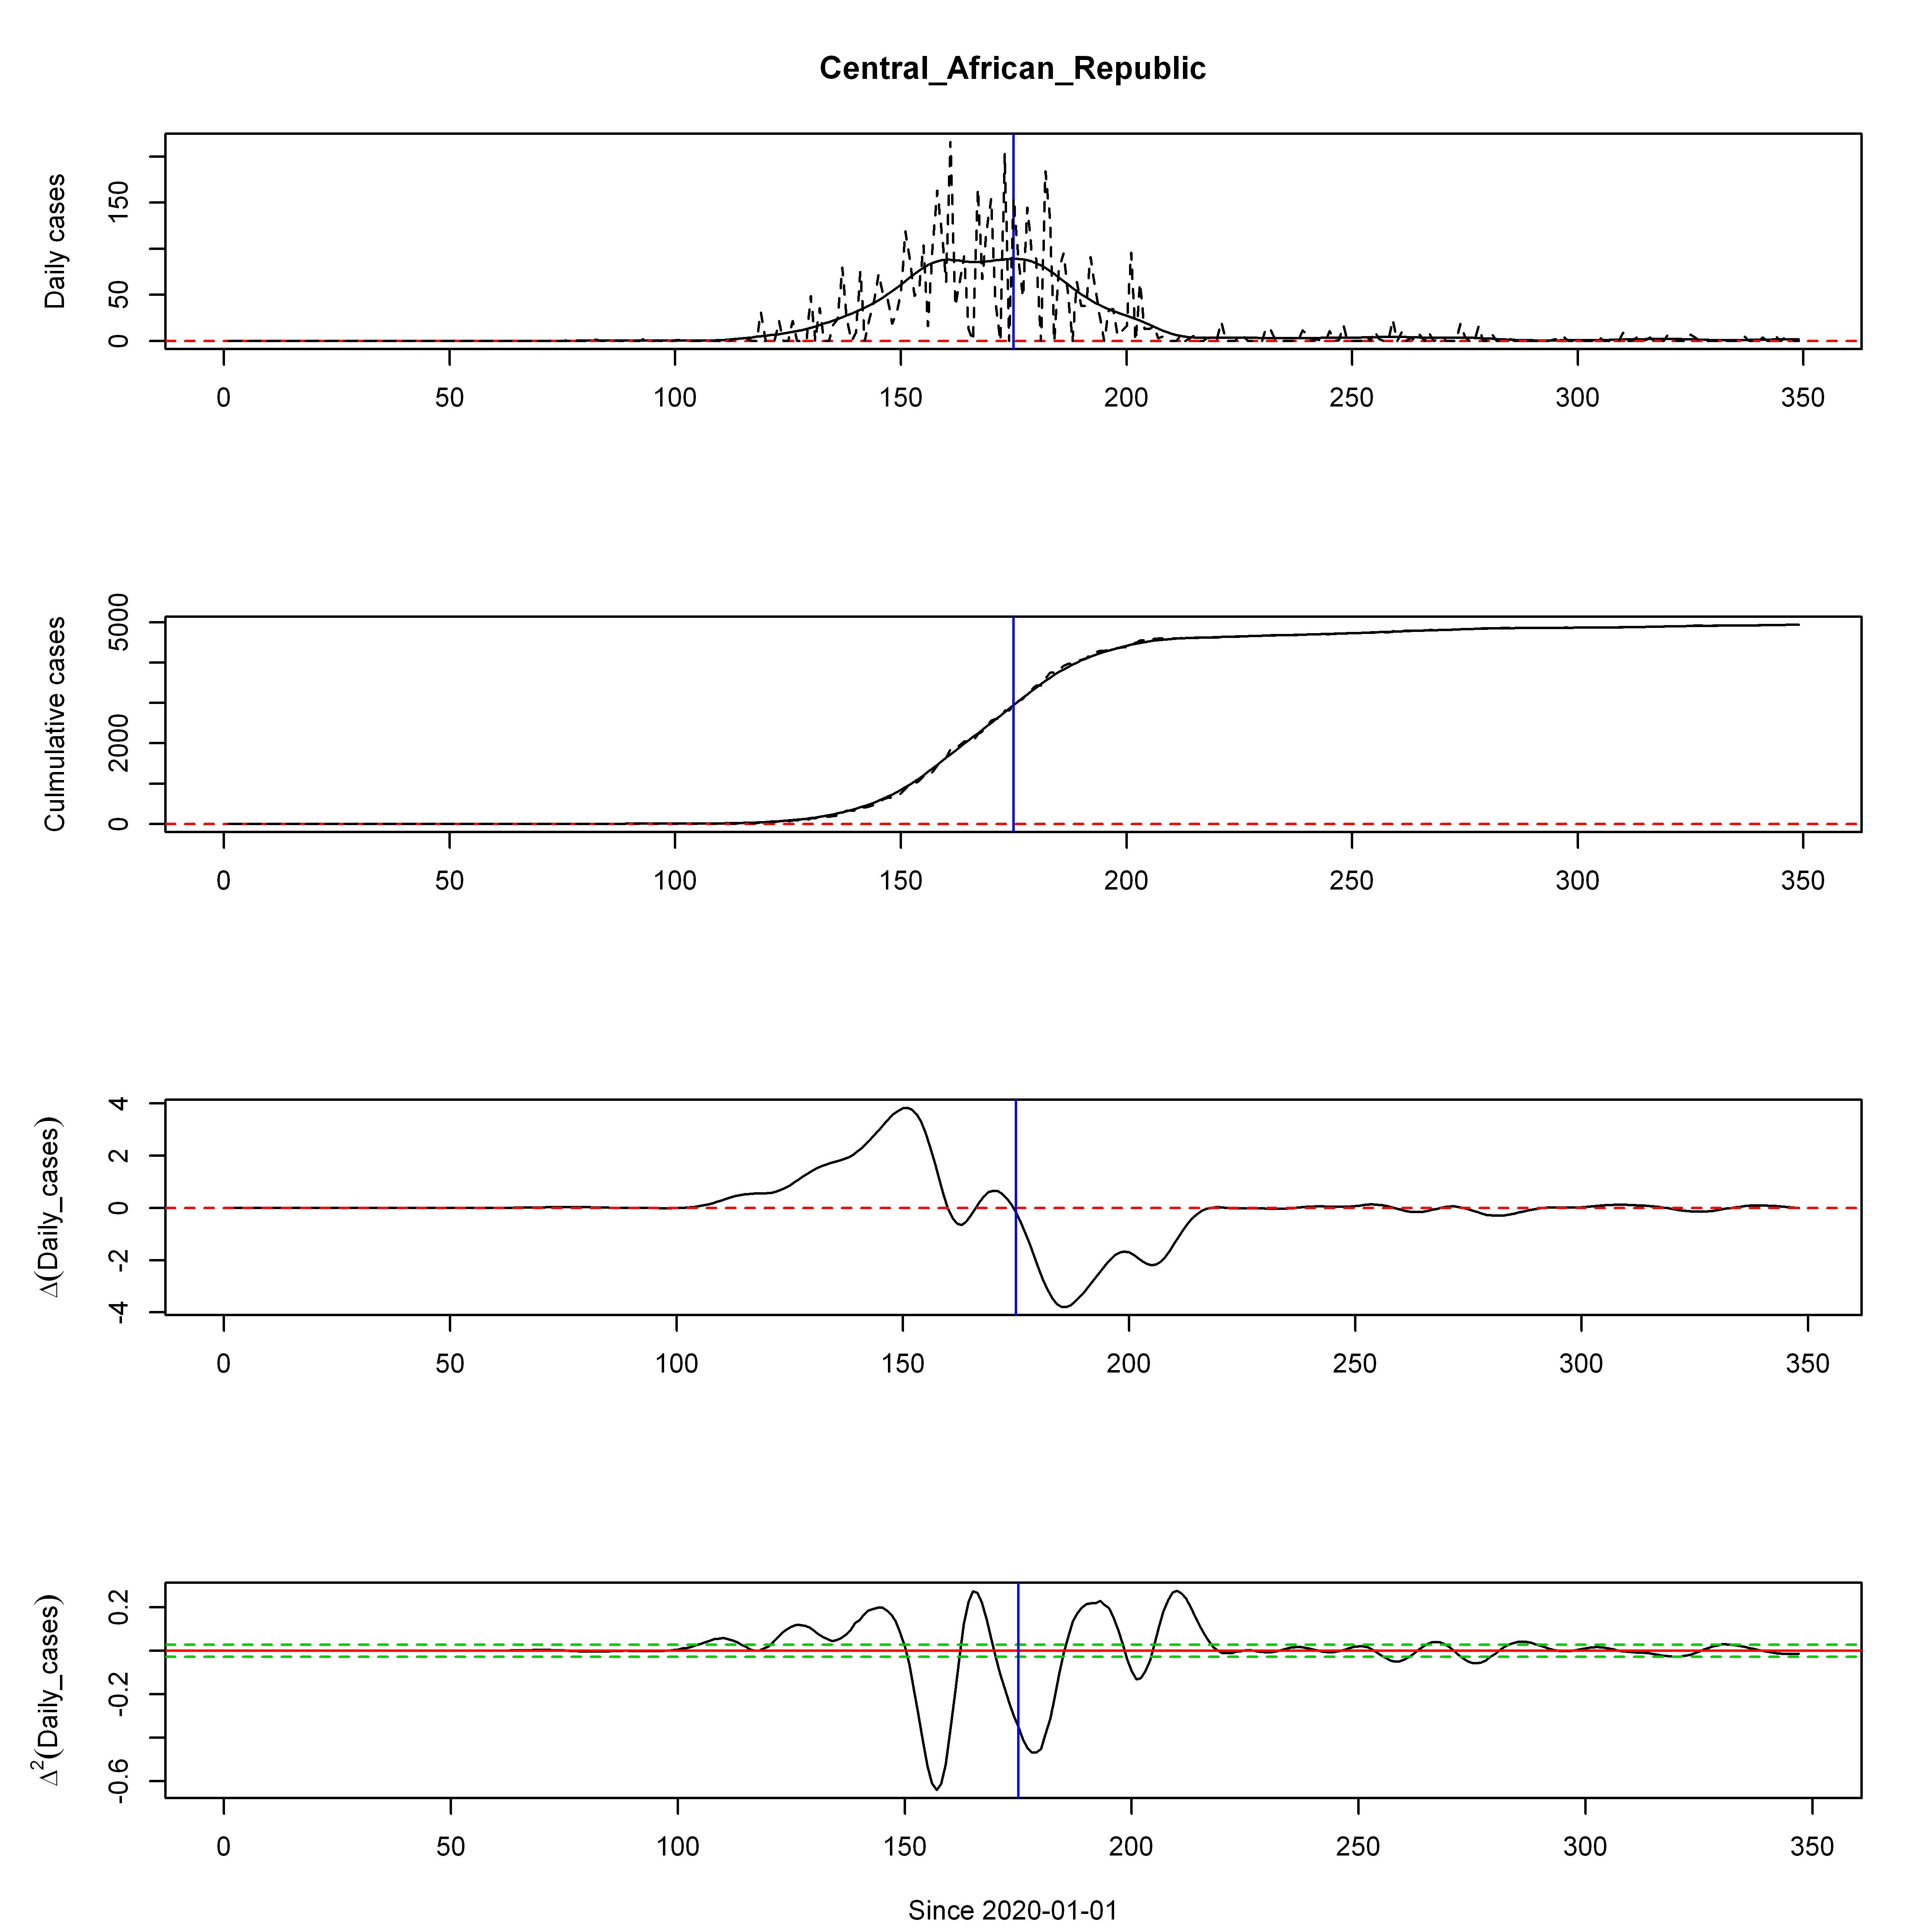 Central_African_Republic
Daily cases
0 50 150
0 50 100 150 200 250 300 350
Culmulative cases
0 2000 5000
0 50 100 150 200 250 300 350
Δ(Daily_cases)
-4 -2 0 2 4
0 50 100 150 200 250 300 350
Δ²(Daily_cases)
-0.6 -0.2 0.2
0 50 100 150 200 250 300 350
Since 2020-01-01